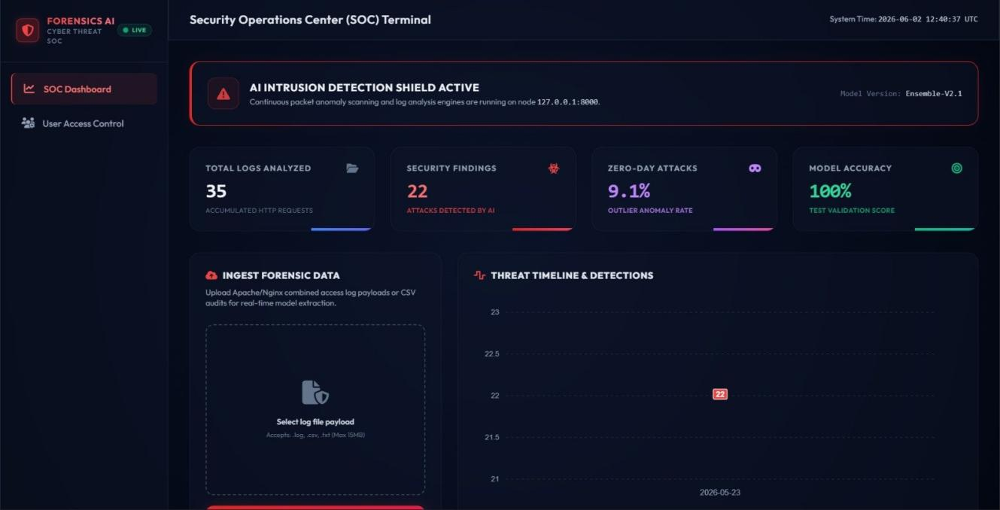 FORENSICS AI
CYBER THREAT
SOC
LIVE
SOC Dashboard
User Access Control
Security Operations Center (SOC) Terminal
System Time: 2026-06-02 12:40:37 UTC
AI INTRUSION DETECTION SHIELD ACTIVE
Continuous packet anomaly scanning and log analysis engines are running on node 127.0.0.1:8000.
Model Version: Ensemble-V2.1
TOTAL LOGS ANALYZED
35
ACCUMULATED HTTP REQUESTS
SECURITY FINDINGS
22
ATTACKS DETECTED BY AI
ZERO-DAY ATTACKS
9.1%
OUTLIER ANOMALY RATE
MODEL ACCURACY
100%
TEST VALIDATION SCORE
INGEST FORENSIC DATA
Upload Apache/Nginx combined access log payloads or CSV
audits for real-time model extraction.
Select log file payload
Accepts: .log, .csv, .txt (Max 15MB)
THREAT TIMELINE & DETECTIONS
23
22.5
22
22
21.5
21
2026-05-23